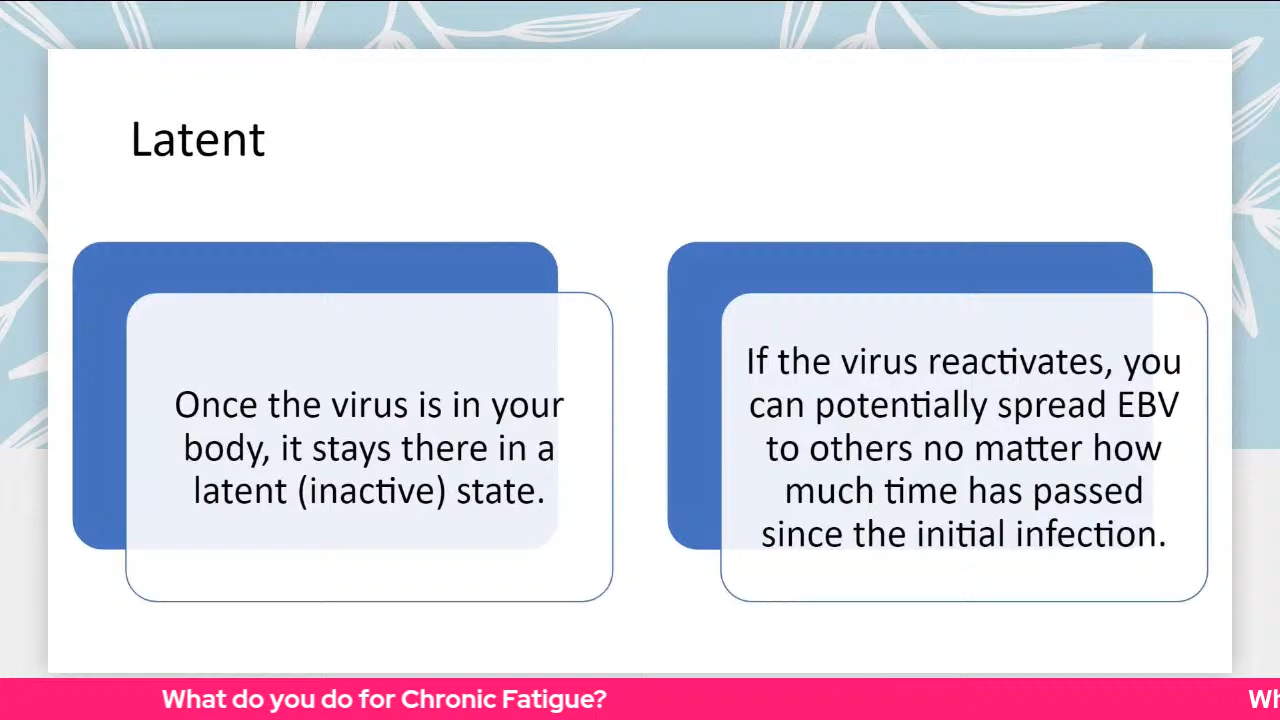 Latent
Once the virus is in your
body, it stays there in a
latent (inactive) state.
If the virus reactivates, you
can potentially spread EBV
to others no matter how
much time has passed
since the initial infection.
What do you do for Chronic Fatigue?